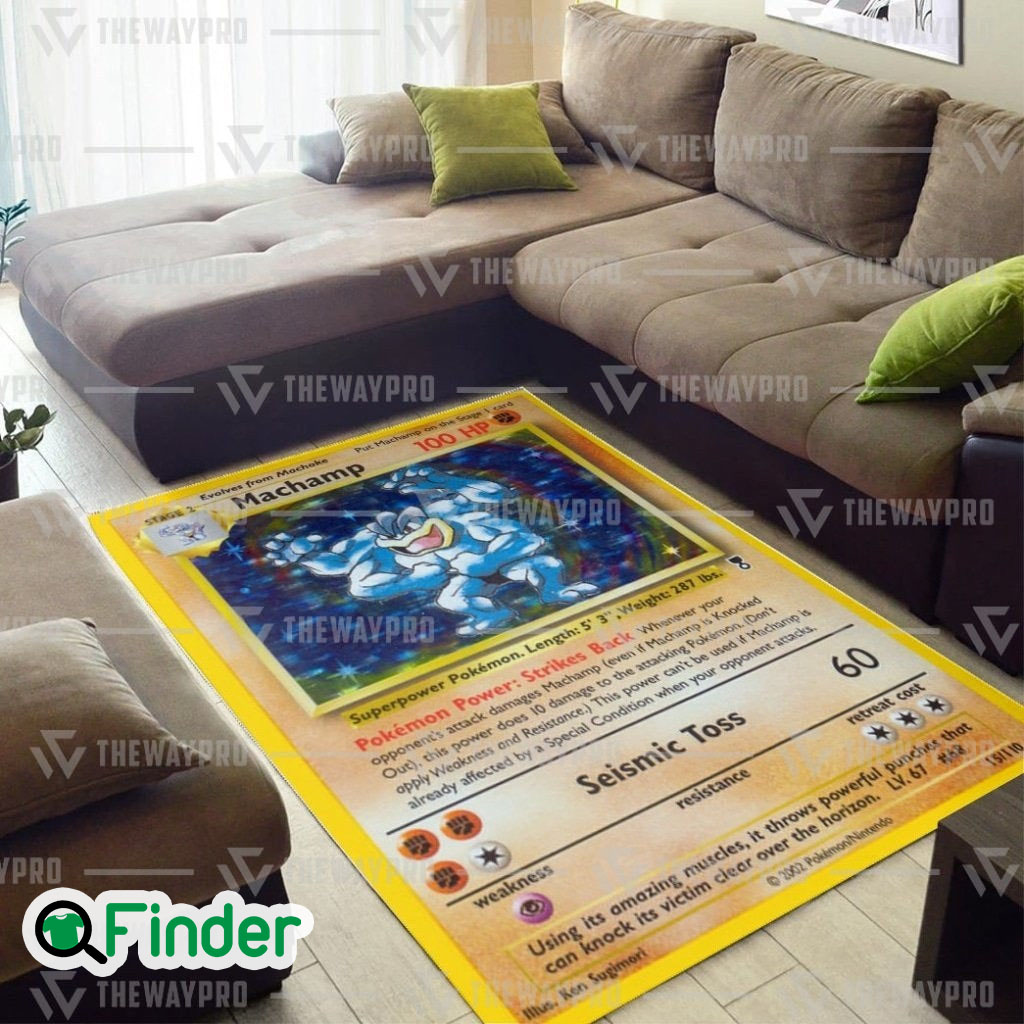 THEWAYPRO
Put Machamp on the Stage 1 card
Evolves from Machoke
100 HP
STAGE 2
Machamp
Superpower Pokémon. Length: 5' 3", Weight: 287 lbs.
Pokémon Power: Strikes Back Whenever your
opponent's attack damages Machamp (even if Machamp is Knocked
Out), this power does 10 damage to the attacking Pokémon. (Don't
apply Weakness and Resistance.) This power can't be used if Machamp is
already affected by a Special Condition when your opponent attacks.
Seismic Toss 60
weakness
resistance
retreat cost
Using its amazing muscles, it throws powerful punches that
can knock its victim clear over the horizon. LV. 67
Illus. Ken Sugimori
© 2002 Pokémon/Nintendo
Finder